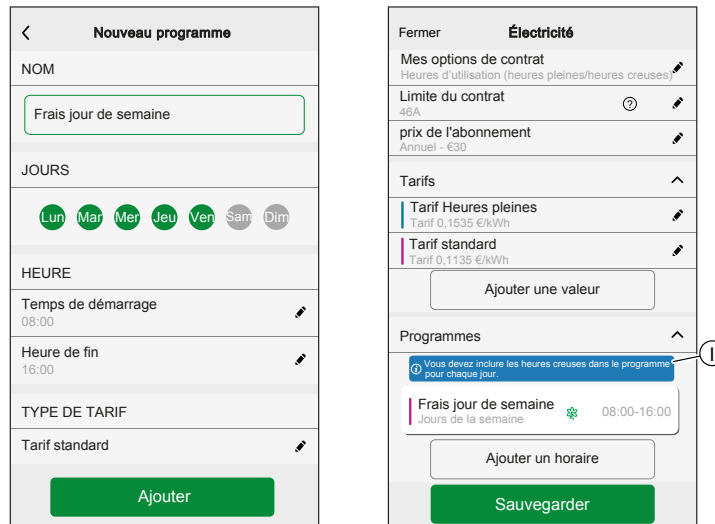 Nouveau programme
NOM
Frais jour de semaine
JOURS
Lun Mar Mer Jeu Ven Sam Dim
HEURE
Temps de démarrage
08:00
Heure de fin
16:00
TYPE DE TARIF
Tarif standard
Ajouter
Fermer Électricité
Mes options de contrat
Heures d'utilisation (heures pleines/heures creuses)
Limite du contrat
46A
?
prix de l'abonnement
Annuel - €30
Tarifs
Tarif Heures pleines
Tarif 0,1535 €/kWh
Tarif standard
Tarif 0,1135 €/kWh
Ajouter une valeur
Programmes
Vous devez inclure les heures creuses dans le programme
pour chaque jour.
Frais jour de semaine
Jours de la semaine
08:00-16:00
Ajouter un horaire
Sauvegarder